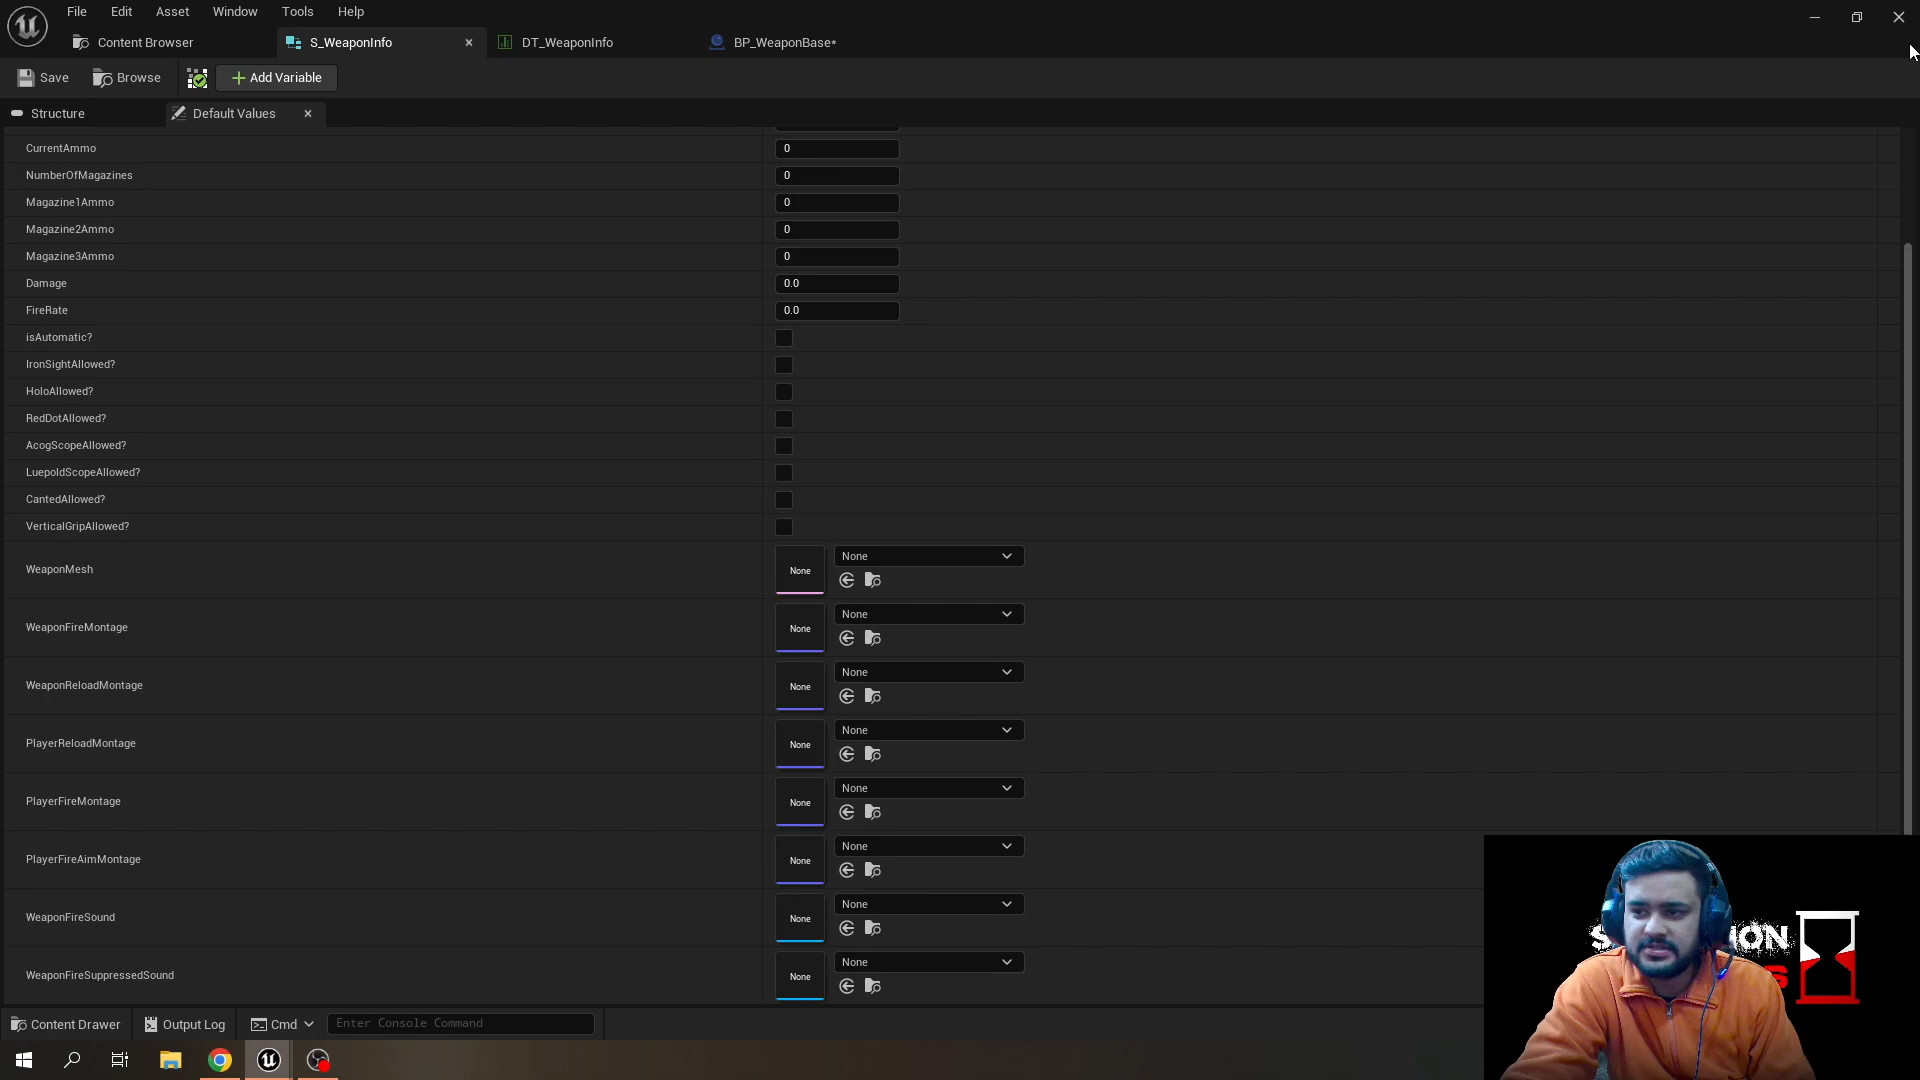 File Edit Asset Window Tools Help
Content Browser S_WeaponInfo DT_WeaponInfo BP_WeaponBase*
Save Browse Add Variable
Structure Default Values
CurrentAmmo 0
NumberOfMagazines 0
Magazine1Ammo 0
Magazine2Ammo 0
Magazine3Ammo 0
Damage 0.0
FireRate 0.0
isAutomatic?
IronSightAllowed?
HoloAllowed?
RedDotAllowed?
AcogScopeAllowed?
LuepoldScopeAllowed?
CantedAllowed?
VerticalGripAllowed?
WeaponMesh None None
WeaponFireMontage None None
WeaponReloadMontage None None
PlayerReloadMontage None None
PlayerFireMontage None None
PlayerFireAimMontage None None
WeaponFireSound None None
WeaponFireSuppressedSound None None
Content Drawer Output Log Cmd Enter Console Command